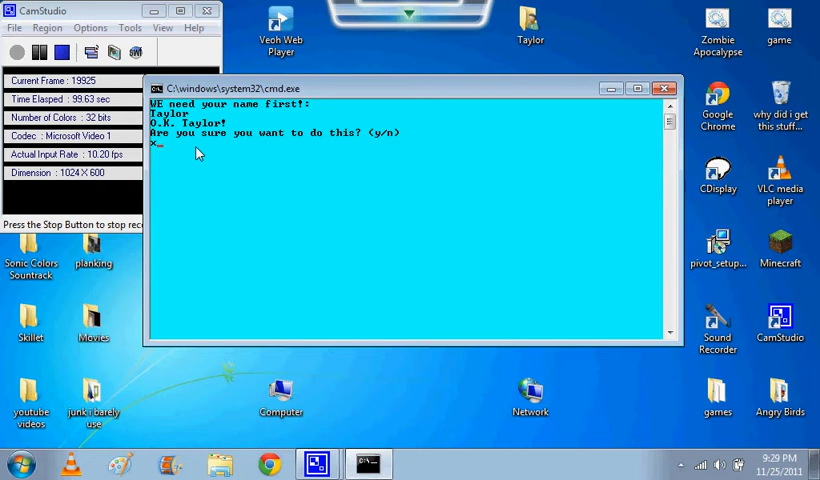 CamStudio
File Region Options Tools View Help
Current Frame : 19925
Time Elasped : 99.63 sec
Number of Colors : 32 bits
Codec : Microsoft Video 1
Actual Input Rate : 10.20 fps
Dimension : 1024 X 600
Press the Stop Button to stop reco
C:\windows\system32\cmd.exe
WE need your name first!:
Taylor
O.K. Taylor!
Are you sure you want to do this? (y/n)
x_
Veoh Web
Player
Taylor
Zombie
Apocalypse
game
Google
Chrome
why did i get
this stuff...
CDisplay
VLC media
player
Sonic Colors
Sountrack
planking
pivot_setup...
Minecraft
Skillet
Movies
Sound
Recorder
CamStudio
youtube
videos
junk i barely
use
Computer
Network
games
Angry Birds
C:\.
9:29 PM
11/25/2011